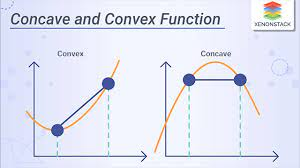 Concave and Convex Function
XENONSTACK
Convex
Concave